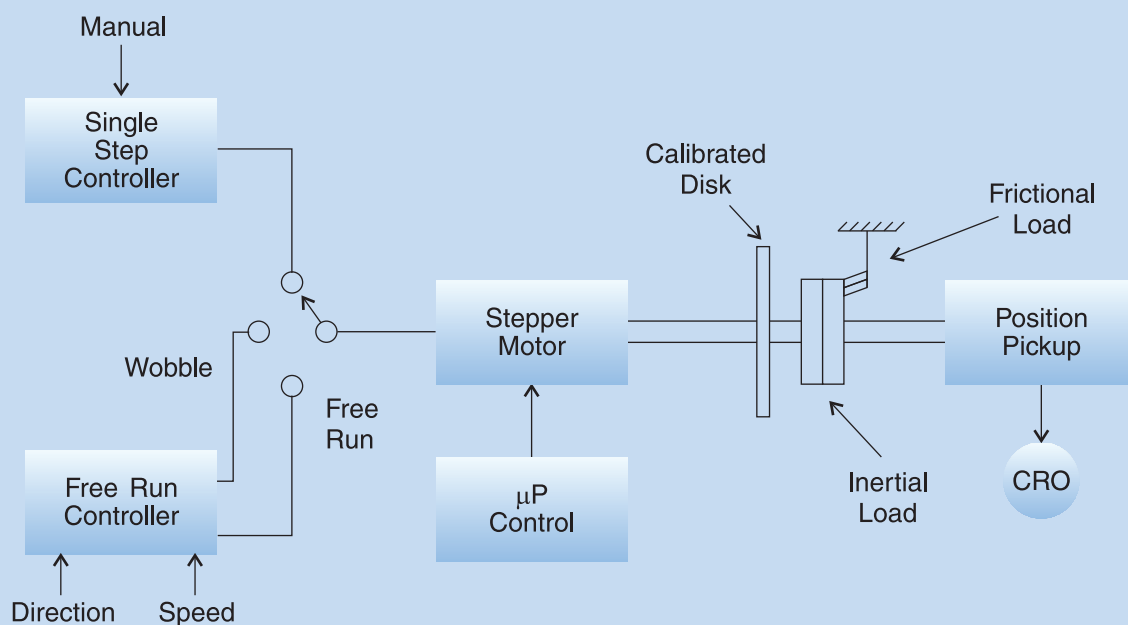 Manual
Single
Step
Controller
Calibrated
Disk
Frictional
Load
Stepper
Motor
Position
Pickup
Wobble
Free
Run
Free Run
Controller
μP
Control
Inertial
Load
CRO
Direction
Speed